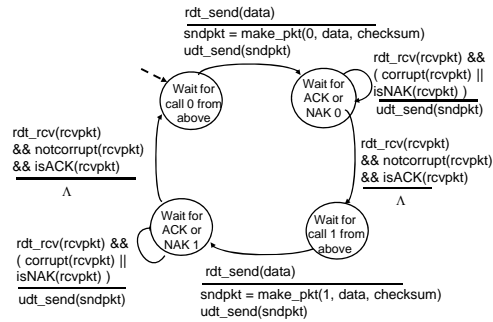 rdt_send(data)
sndpkt = make_pkt(0, data, checksum)
udt_send(sndpkt)
Wait for
call 0 from
above
Wait for
ACK or
NAK 0
rdt_rcv(rcvpkt) &&
( corrupt(rcvpkt) ||
isNAK(rcvpkt) )
udt_send(sndpkt)
rdt_rcv(rcvpkt)
&& notcorrupt(rcvpkt)
&& isACK(rcvpkt)
Λ
rdt_rcv(rcvpkt)
&& notcorrupt(rcvpkt)
&& isACK(rcvpkt)
Λ
Wait for
ACK or
NAK 1
Wait for
call 1 from
above
rdt_rcv(rcvpkt) &&
( corrupt(rcvpkt) ||
isNAK(rcvpkt) )
udt_send(sndpkt)
rdt_send(data)
sndpkt = make_pkt(1, data, checksum)
udt_send(sndpkt)